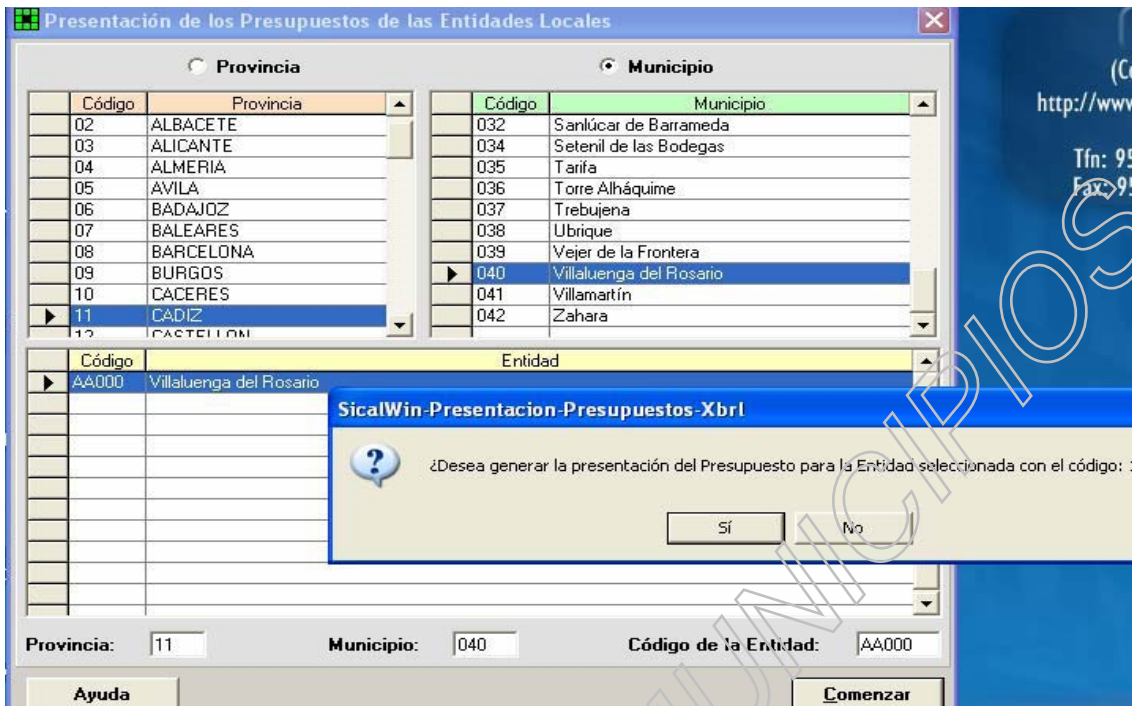 Presentación de los Presupuestos de las Entidades Locales
Provincia Municipio
Código Provincia
02 ALBACETE
03 ALICANTE
04 ALMERIA
05 AVILA
06 BADAJOZ
07 BALEARES
08 BARCELONA
09 BURGOS
10 CACERES
11 CADIZ
12 CASTELLON
Código Municipio
032 Sanlúcar de Barrameda
034 Setenil de las Bodegas
035 Tarifa
036 Torre Alháquime
037 Trebujena
038 Ubrique
039 Vejer de la Frontera
040 Villaluenga del Rosario
041 Villamartín
042 Zahara
Código Entidad
AA000 Villaluenga del Rosario
SicalWin-Presentacion-Presupuestos-Xbrl
¿Desea generar la presentación del Presupuesto para la Entidad seleccionada con el código:
Sí No
Provincia: 11 Municipio: 040 Código de la Entidad: AA000
Ayuda Comenzar
http://www
Tfn: 95
Fax: 95
UNICIPIOS